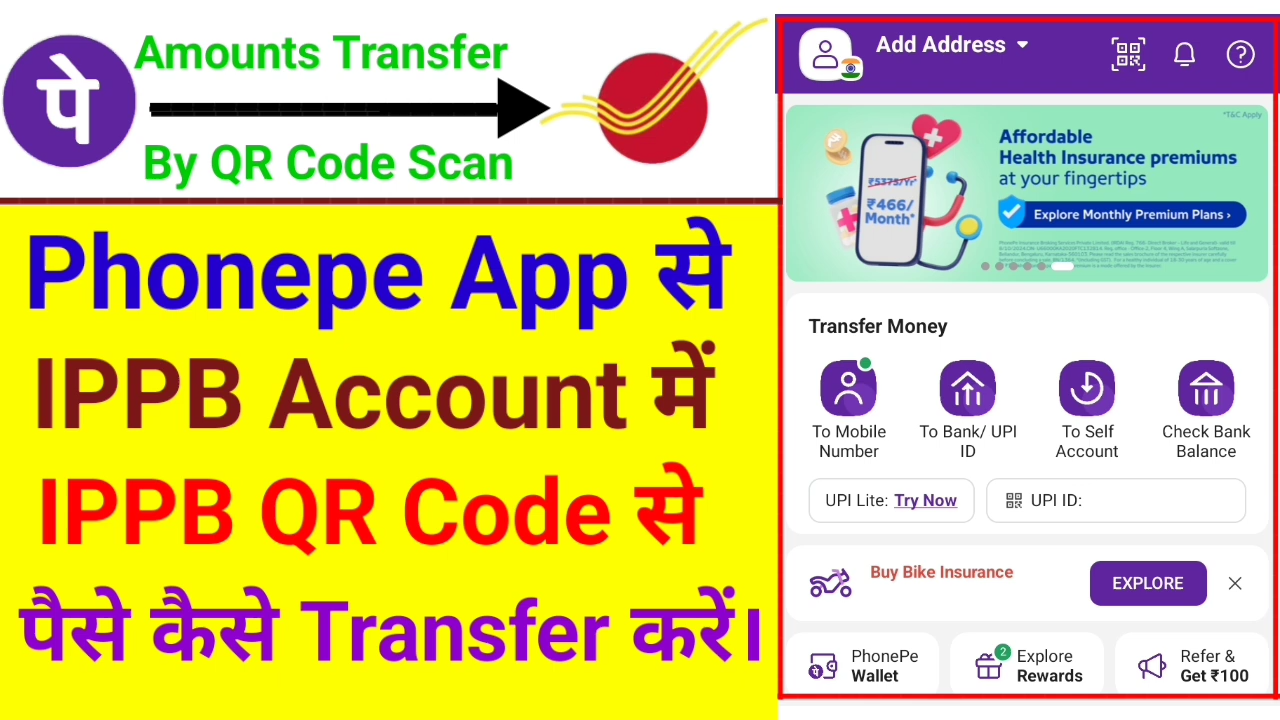 पे
Amounts Transfer
By QR Code Scan
Phonepe App से
IPPB Account में
IPPB QR Code से
पैसे कैसे Transfer करें।
Add Address
*T&C Apply
Affordable
Health Insurance premiums
at your fingertips
₹5375/Yr*
₹466/
Month*
Explore Monthly Premium Plans ›
Transfer Money
To Mobile
Number
To Bank/ UPI
ID
To Self
Account
Check Bank
Balance
UPI Lite: Try Now
UPI ID:
Buy Bike Insurance
EXPLORE
PhonePe
Wallet
2
Explore
Rewards
Refer &
Get ₹100